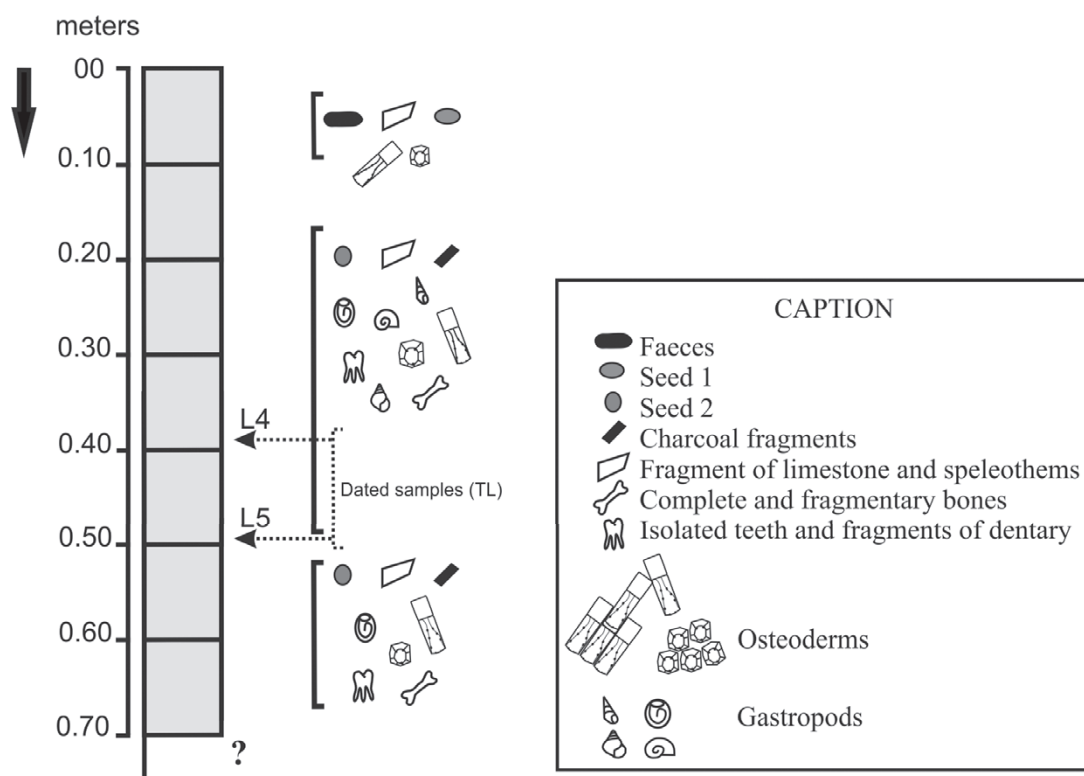 meters
00
0.10
0.20
0.30
L4
0.40
Dated samples (TL)
L5
0.50
0.60
0.70
?
CAPTION
Faeces
Seed 1
Seed 2
Charcoal fragments
Fragment of limestone and speleothems
Complete and fragmentary bones
Isolated teeth and fragments of dentary
Osteoderms
Gastropods